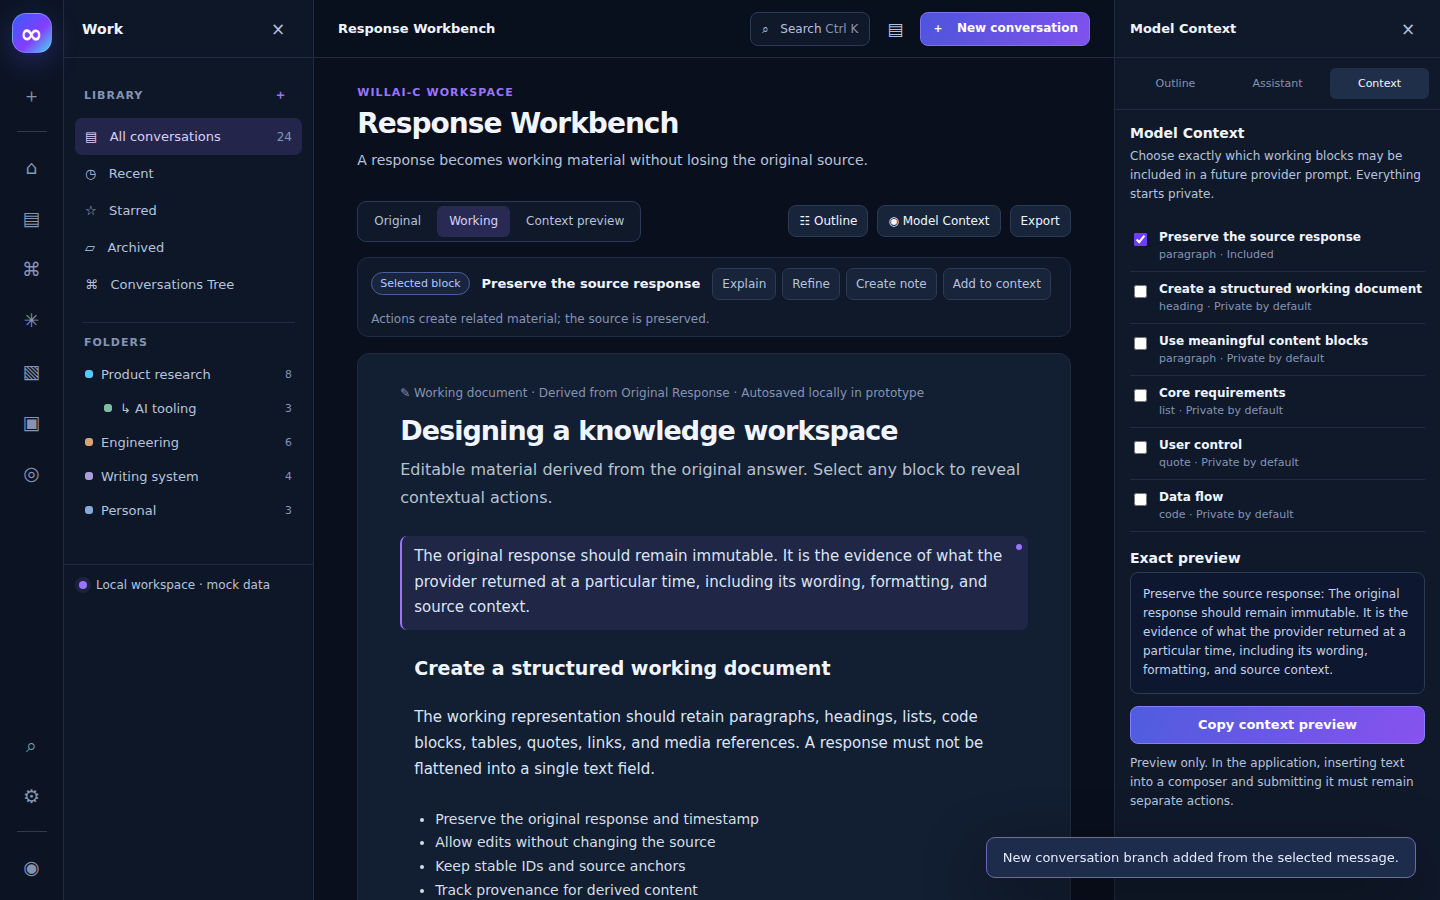 Work
×
LIBRARY
+
All conversations 24
Recent
Starred
Archived
Conversations Tree
FOLDERS
Product research 8
↳ AI tooling 3
Engineering 6
Writing system 4
Personal 3
Local workspace · mock data
Response Workbench
Search Ctrl K
+ New conversation
WILLAI-C WORKSPACE
Response Workbench
A response becomes working material without losing the original source.
Original Working Context preview
Outline
Model Context
Export
Selected block Preserve the source response Explain Refine Create note Add to context
Actions create related material; the source is preserved.
✎ Working document · Derived from Original Response · Autosaved locally in prototype
Designing a knowledge workspace
Editable material derived from the original answer. Select any block to reveal
contextual actions.
The original response should remain immutable. It is the evidence of what the
provider returned at a particular time, including its wording, formatting, and
source context.
Create a structured working document
The working representation should retain paragraphs, headings, lists, code
blocks, tables, quotes, links, and media references. A response must not be
flattened into a single text field.
• Preserve the original response and timestamp
• Allow edits without changing the source
• Keep stable IDs and source anchors
• Track provenance for derived content
Model Context
×
Outline Assistant Context
Model Context
Choose exactly which working blocks may be
included in a future provider prompt. Everything
starts private.
Preserve the source response
paragraph · Included
Create a structured working document
heading · Private by default
Use meaningful content blocks
paragraph · Private by default
Core requirements
list · Private by default
User control
quote · Private by default
Data flow
code · Private by default
Exact preview
Preserve the source response: The original
response should remain immutable. It is the
evidence of what the provider returned at a
particular time, including its wording,
formatting, and source context.
Copy context preview
Preview only. In the application, inserting text
into a composer and submitting it must remain
separate actions.
New conversation branch added from the selected message.